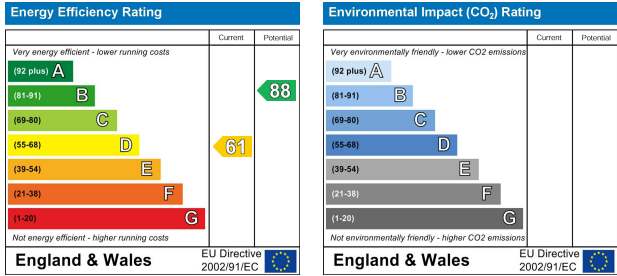 Energy Efficiency Rating
Current Potential
Very energy efficient - lower running costs
(92 plus) A
(81-91) B
88
(69-80) C
(55-68) D
61
(39-54) E
(21-38) F
(1-20) G
Not energy efficient - higher running costs
England & Wales
EU Directive
2002/91/EC
Environmental Impact (CO₂) Rating
Current Potential
Very environmentally friendly - lower CO2 emissions
(92 plus) A
(81-91) B
(69-80) C
(55-68) D
(39-54) E
(21-38) F
(1-20) G
Not environmentally friendly - higher CO2 emissions
England & Wales
EU Directive
2002/91/EC